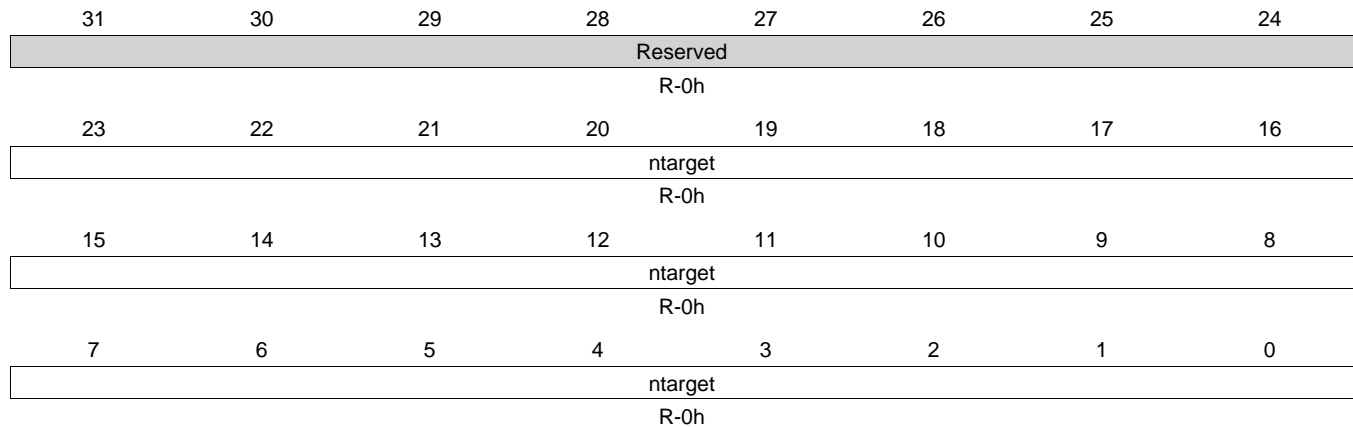 31 30 29 28 27 26 25 24
Reserved
R-0h
23 22 21 20 19 18 17 16
ntarget
R-0h
15 14 13 12 11 10 9 8
ntarget
R-0h
7 6 5 4 3 2 1 0
ntarget
R-0h